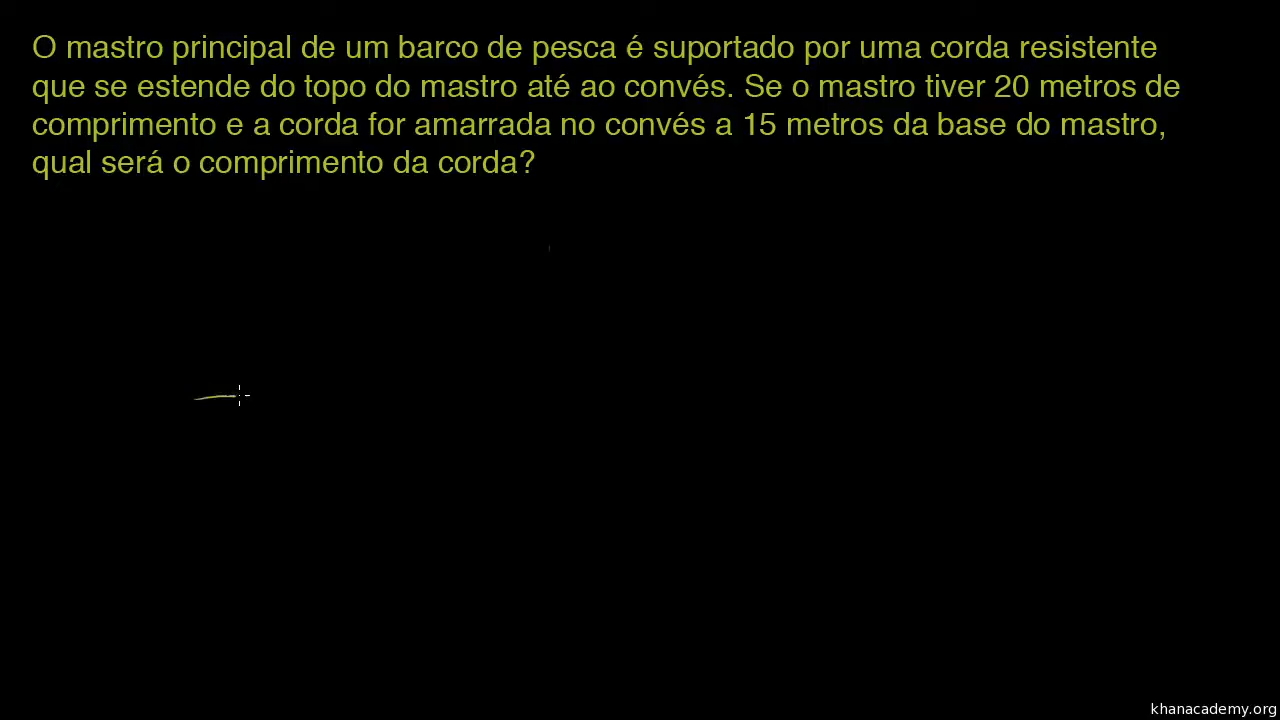 O mastro principal de um barco de pesca é suportado por uma corda resistente
que se estende do topo do mastro até ao convés. Se o mastro tiver 20 metros de
comprimento e a corda for amarrada no convés a 15 metros da base do mastro,
qual será o comprimento da corda?
khanacademy.org